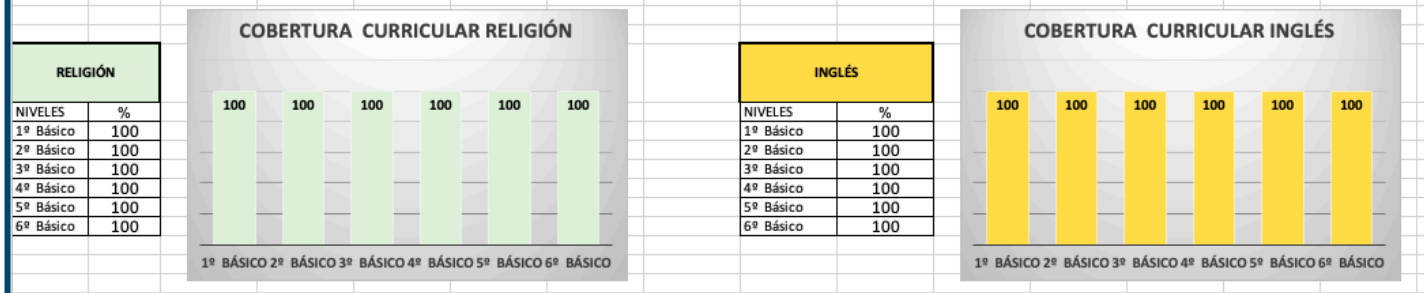 RELIGIÓN
NIVELES %
1º Básico 100
2º Básico 100
3º Básico 100
4º Básico 100
5º Básico 100
6º Básico 100
COBERTURA CURRICULAR RELIGIÓN
100 100 100 100 100 100
1º BÁSICO 2º BÁSICO 3º BÁSICO 4º BÁSICO 5º BÁSICO 6º BÁSICO
INGLÉS
NIVELES %
1º Básico 100
2º Básico 100
3º Básico 100
4º Básico 100
5º Básico 100
6º Básico 100
COBERTURA CURRICULAR INGLÉS
100 100 100 100 100 100
1º BÁSICO 2º BÁSICO 3º BÁSICO 4º BÁSICO 5º BÁSICO 6º BÁSICO